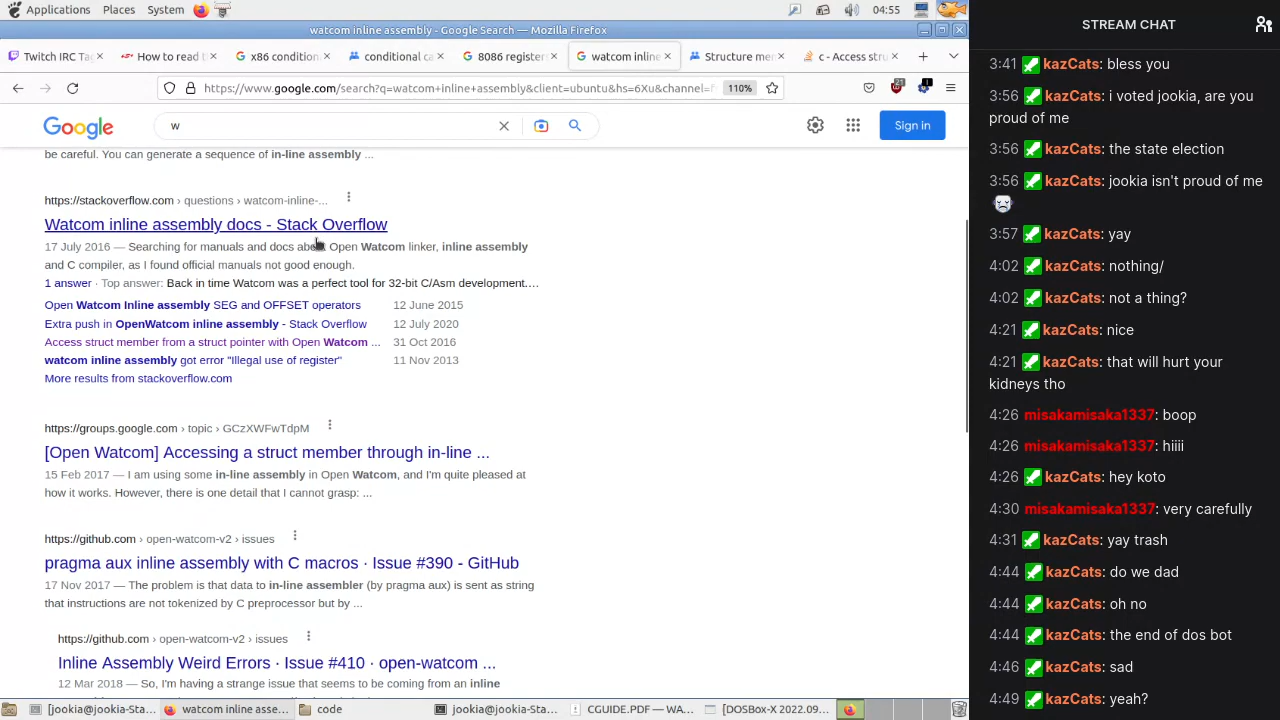 Applications Places System 04:55
watcom inline assembly - Google Search — Mozilla Firefox
Twitch IRC Tag
How to read t
x86 condition
conditional ca
8086 register
watcom inline
Structure me
c - Access stru
https://www.google.com/search?q=watcom+inline+assembly&client=ubuntu&hs=6Xu&channel=f
110%
Google
w
Sign in
be careful. You can generate a sequence of in-line assembly ...
https://stackoverflow.com › questions › watcom-inline-...
Watcom inline assembly docs - Stack Overflow
17 July 2016 — Searching for manuals and docs about Open Watcom linker, inline assembly
and C compiler, as I found official manuals not good enough.
1 answer · Top answer: Back in time Watcom was a perfect tool for 32-bit C/Asm development....
Open Watcom Inline assembly SEG and OFFSET operators 12 June 2015
Extra push in OpenWatcom inline assembly - Stack Overflow 12 July 2020
Access struct member from a struct pointer with Open Watcom ... 31 Oct 2016
watcom inline assembly got error "Illegal use of register" 11 Nov 2013
More results from stackoverflow.com
https://groups.google.com › topic › GCzXWFwTdpM
[Open Watcom] Accessing a struct member through in-line ...
15 Feb 2017 — I am using some in-line assembly in Open Watcom, and I'm quite pleased at
how it works. However, there is one detail that I cannot grasp: ...
https://github.com › open-watcom-v2 › issues
pragma aux inline assembly with C macros · Issue #390 - GitHub
17 Nov 2017 — The problem is that data to in-line assembler (by pragma aux) is sent as string
that instructions are not tokenized by C preprocessor but by ...
https://github.com › open-watcom-v2 › issues
Inline Assembly Weird Errors · Issue #410 · open-watcom ...
12 Mar 2018 — So, I'm having a strange issue that seems to be coming from an inline
[jookia@jookia-Sta...
watcom inline ass...
jookia@jookia-Sta...
CGUIDE.PDF — WA...
[DOSBox-X 2022.09...
STREAM CHAT
3:41 kazCats: bless you
3:56 kazCats: i voted jookia, are you
proud of me
3:56 kazCats: the state election
3:56 kazCats: jookia isn't proud of me
3:57 kazCats: yay
4:02 kazCats: nothing/
4:02 kazCats: not a thing?
4:21 kazCats: nice
4:21 kazCats: that will hurt your
kidneys tho
4:26 misakamisaka1337: boop
4:26 misakamisaka1337: hiiii
4:26 kazCats: hey koto
4:30 misakamisaka1337: very carefully
4:31 kazCats: yay trash
4:44 kazCats: do we dad
4:44 kazCats: oh no
4:44 kazCats: the end of dos bot
4:46 kazCats: sad
4:49 kazCats: yeah?